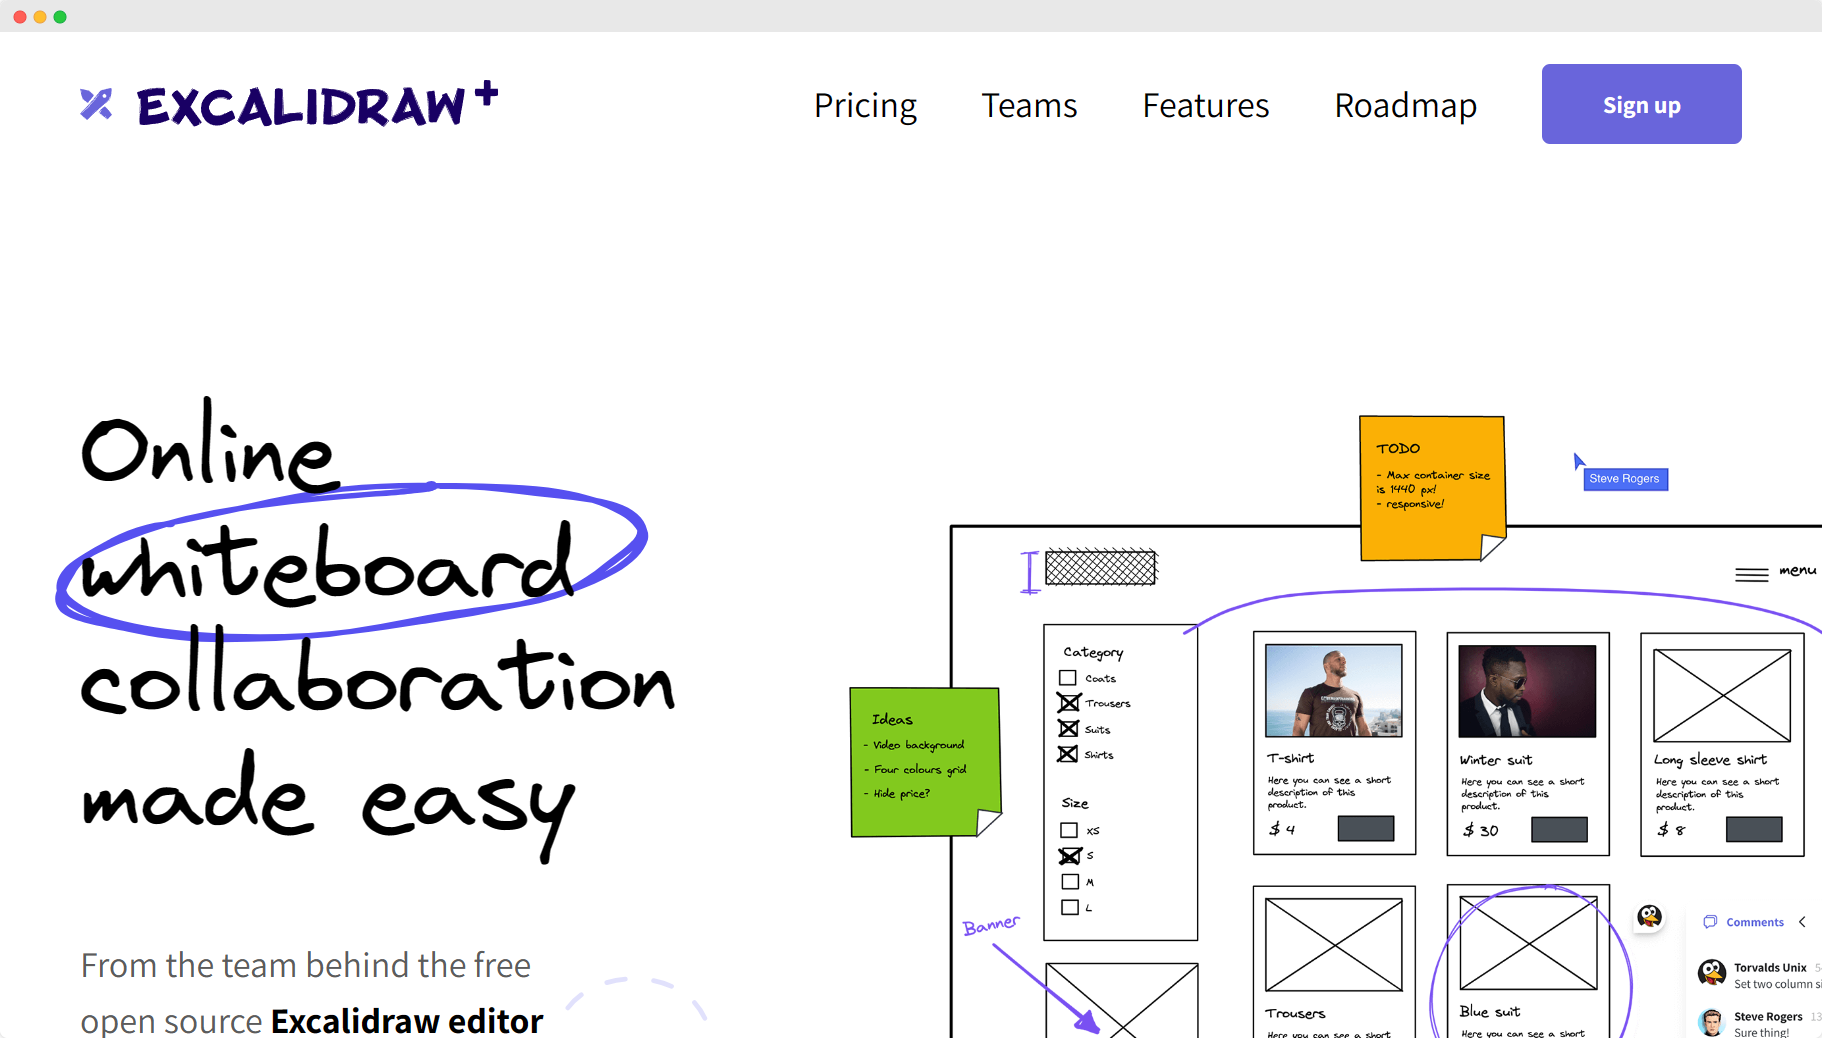 EXCALIDRAW+
Pricing
Teams
Features
Roadmap
Sign up
Online
whiteboard
collaboration
made easy
From the team behind the free
open source Excalidraw editor
TODO
- Max container size
is 1440 px!
- responsive!
Steve Rogers
menu
Ideas
- Video background
- Four colours grid
- Hide price?
Category
Coats
Trousers
Suits
Shirts
Size
XS
S
M
L
Banner
T-shirt
Here you can see a short
description of this
product.
$ 4
Winter suit
Here you can see a short
description of this
product.
$ 30
Long sleeve shirt
Here you can see a short
description of this
product.
$ 8
Trousers
Here you can see a short
Blue suit
Here you can see a short
Comments
Torvalds Unix
Set two column
Steve Rogers
Sure thing!